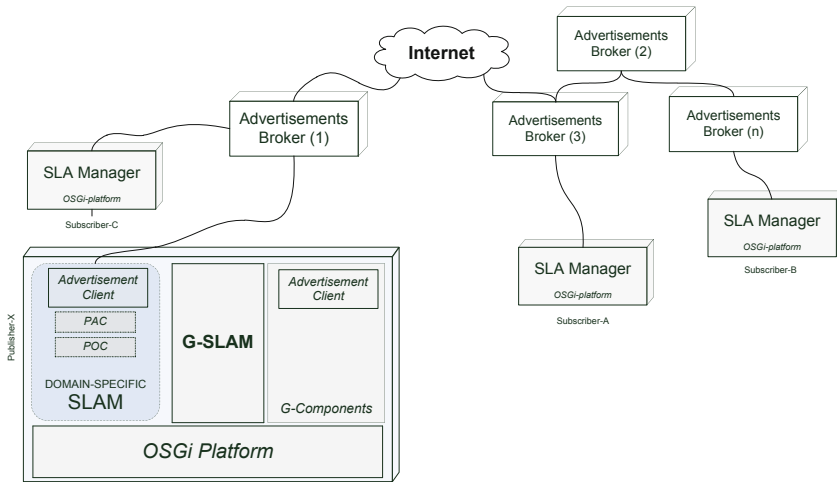 Internet
Advertisements
Broker (2)
Advertisements
Broker (1)
Advertisements
Broker (3)
Advertisements
Broker (n)
SLA Manager
OSGi-platform
Subscriber-C
SLA Manager
OSGi-platform
Subscriber-B
SLA Manager
OSGi-platform
Subscriber-A
Publisher-X
Advertisement
Client
PAC
POC
DOMAIN-SPECIFIC
SLAM
G-SLAM
Advertisement
Client
G-Components
OSGi Platform